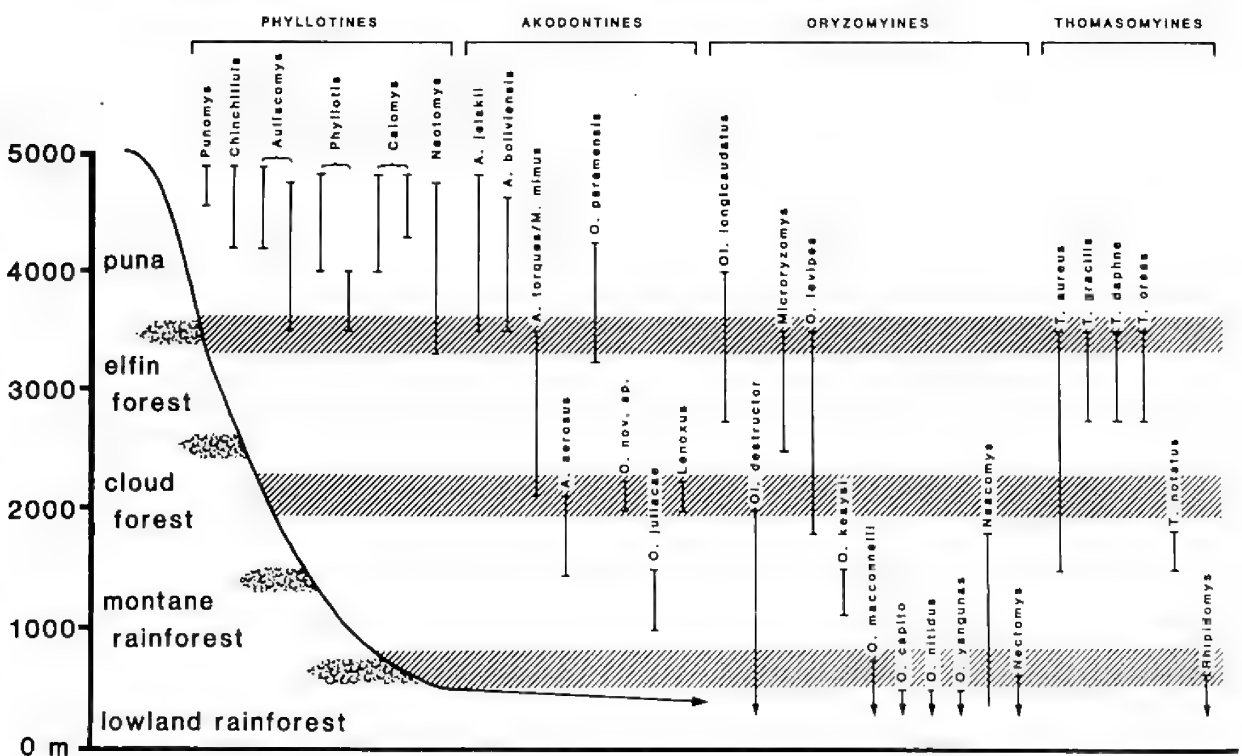 PHYLLOTINES
AKODONTINES
ORYZOMYINES
THOMASOMYINES
Punomys
Chinchillula
Auliscomys
Phyllotis
Calomys
Neotomys
A. jelskii
A. boliviensis
A. torques/M. mimus
A. aerosus
O. paramensis
O. nov. sp.
O. juliacae
Lenoxus
Ol. longicaudatus
Ol. destructor
Microryzomys
O. levipes
O. keaysi
O. macconnelli
O. capito
O. nitidus
O. yangunas
Neacomys
Nectomys
T. aureus
T. gracilis
T. daphne
T. oreas
T. notatus
Rhipidomys
5000
4000
3000
2000
1000
0 m
puna
elfin
forest
cloud
forest
montane
rainforest
lowland rainforest